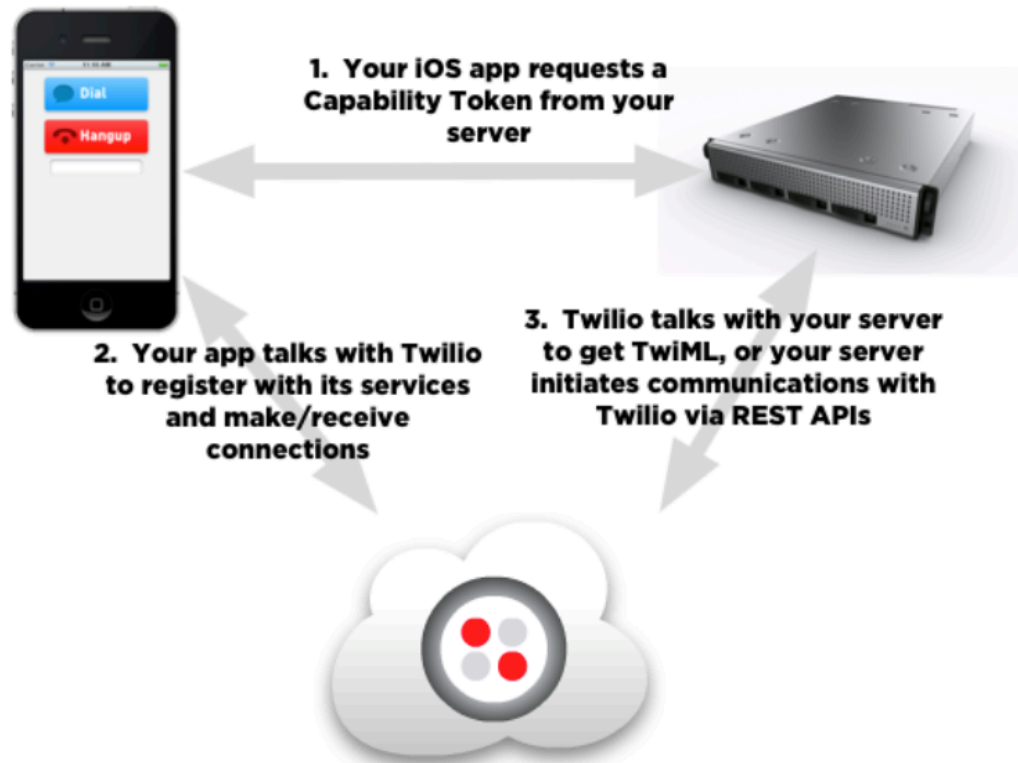 Dial
Hangup
1. Your iOS app requests a
Capability Token from your
server
2. Your app talks with Twilio
to register with its services
and make/receive
connections
3. Twilio talks with your server
to get TwiML, or your server
initiates communications with
Twilio via REST APIs